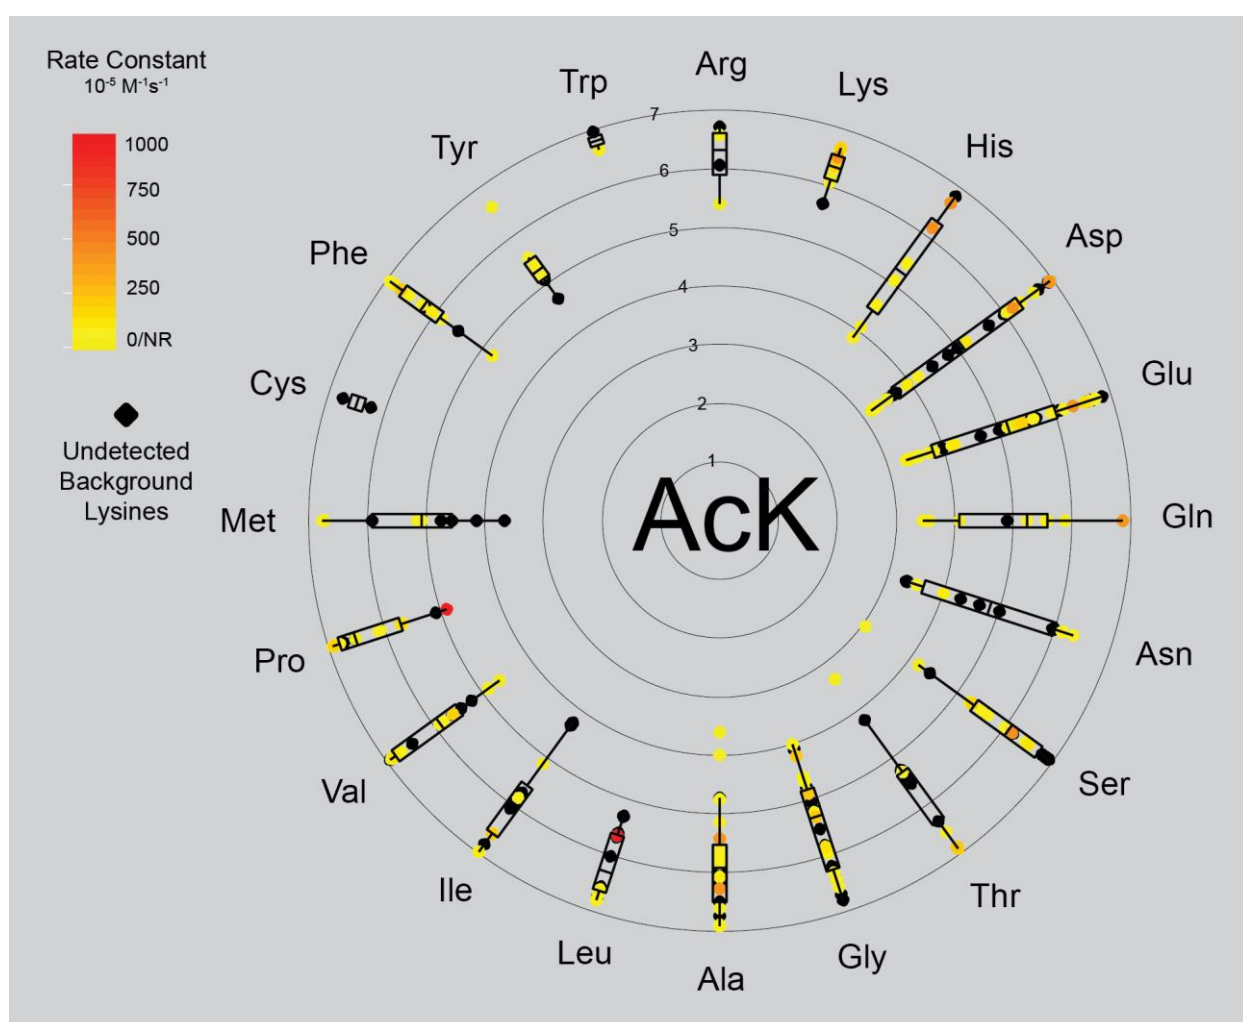 Rate Constant
10⁻⁵ M⁻¹s⁻¹
1000
750
500
250
0/NR
Undetected
Background
Lysines
Trp
Arg
Lys
Tyr
His
Phe
Asp
Cys
Glu
Met
Gln
Pro
Asn
Val
Ser
Ile
Thr
Leu
Ala
Gly
7
6
5
4
3
2
1
AcK